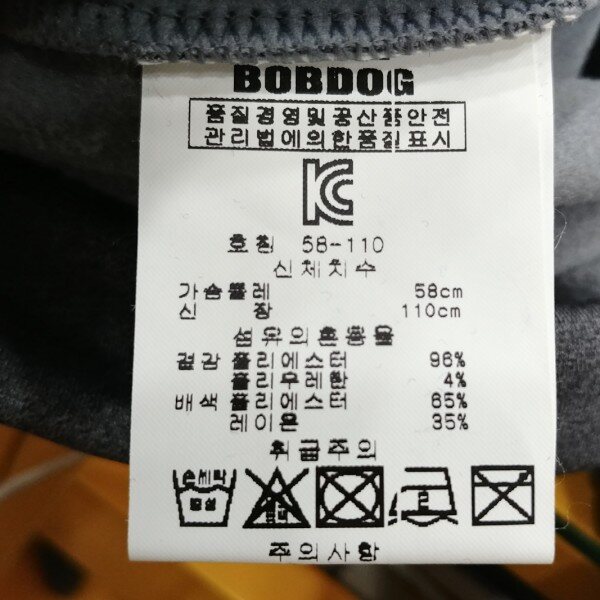 BOBDOG
품질경영및공산품안전
관리법에의한품질표시
KC
호칭 58-110
신체치수
가슴둘레 58cm
신 장 110cm
섬유의혼용율
겉감 폴리에스터 96%
폴리우레탄 4%
배색 폴리에스터 65%
레이온 35%
취급주의
손세탁
중성
주의사항